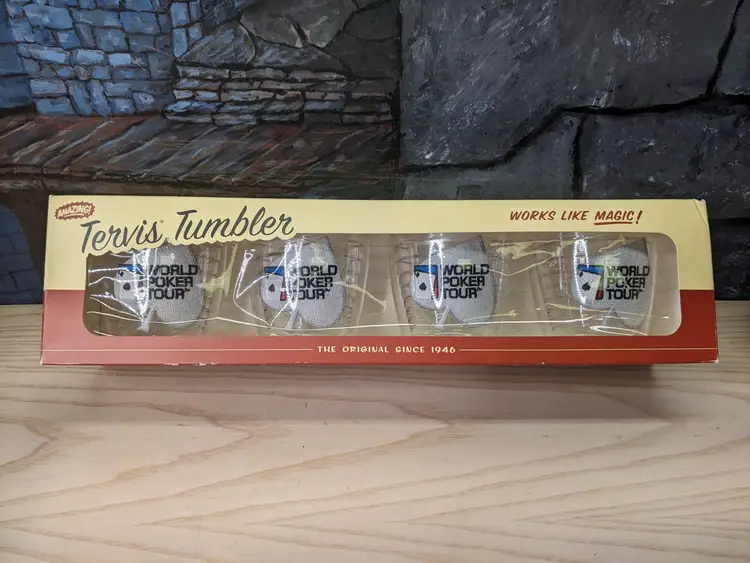 AMAZING!
Tervis® Tumbler
WORKS LIKE MAGIC!
WORLD
POKER
TOUR
WORLD
POKER
TOUR
WORLD
POKER
TOUR
WORLD
POKER
TOUR
THE ORIGINAL SINCE 1946